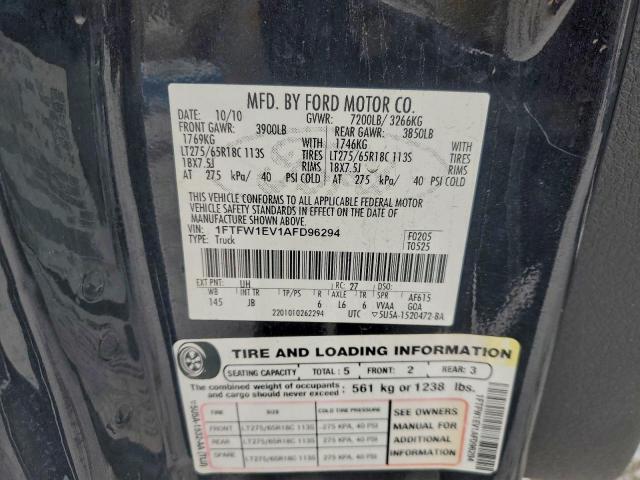 MFD. BY FORD MOTOR CO.
DATE: 10/10 GVWR: 7200LB/ 3266KG
FRONT GAWR: 3900LB REAR GAWR: 3850LB
1769KG 1746KG
LT275/65R18C 113S TIRES LT275/65R18C 113S TIRES
18X7.5J RIMS 18X7.5J RIMS
AT 275 kPa/ 40 PSI COLD AT 275 kPa/ 40 PSI COLD
THIS VEHICLE CONFORMS TO ALL APPLICABLE FEDERAL MOTOR
VEHICLE SAFETY STANDARDS IN EFFECT ON THE DATE OF
MANUFACTURE SHOWN ABOVE.
VIN: 1FTFW1EV1AFD96294 F0205
TYPE: Truck T0525
EXT PNT: UH RC: 27 DSO:
WB INT TR TP/PS R AXLE TR SPR AF615
145 JB 6 L6 6 VVAA GOA
2201010262294 UTC 5U5A-1520472-BA
TIRE AND LOADING INFORMATION
SEATING CAPACITY TOTAL: 5 FRONT: 2 REAR: 3
The combined weight of occupants and cargo should never exceed: 561 kg or 1238 lbs.
TIRE SIZE COLD TIRE PRESSURE
FRONT LT275/65R18C 113S 275 KPA, 40 PSI
REAR LT275/65R18C 113S 275 KPA, 40 PSI
SPARE LT275/65R18C 113S 275 KPA, 40 PSI
SEE OWNERS
MANUAL FOR
ADDITIONAL
INFORMATION
1FTFW1EV1AFD96294